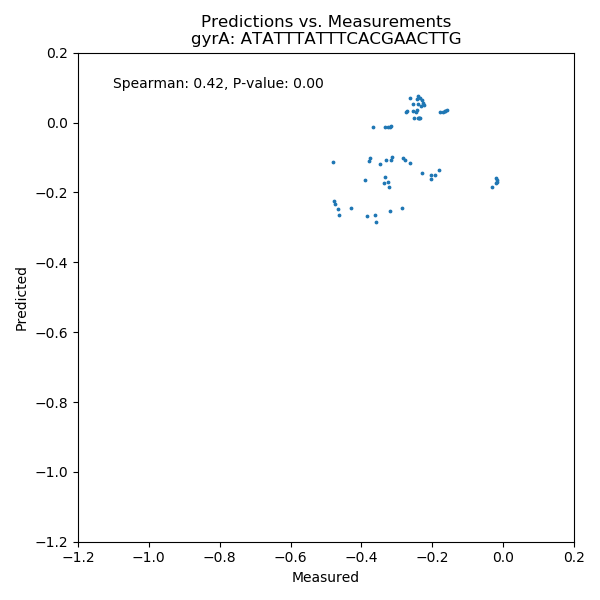 Predictions vs. Measurements
gyrA: ATATTTATTTCACGAACTTG
Spearman: 0.42, P-value: 0.00
0.2
0.0
−0.2
−0.4
−0.6
−0.8
−1.0
−1.2
Predicted
−1.2 −1.0 −0.8 −0.6 −0.4 −0.2 0.0 0.2
Measured